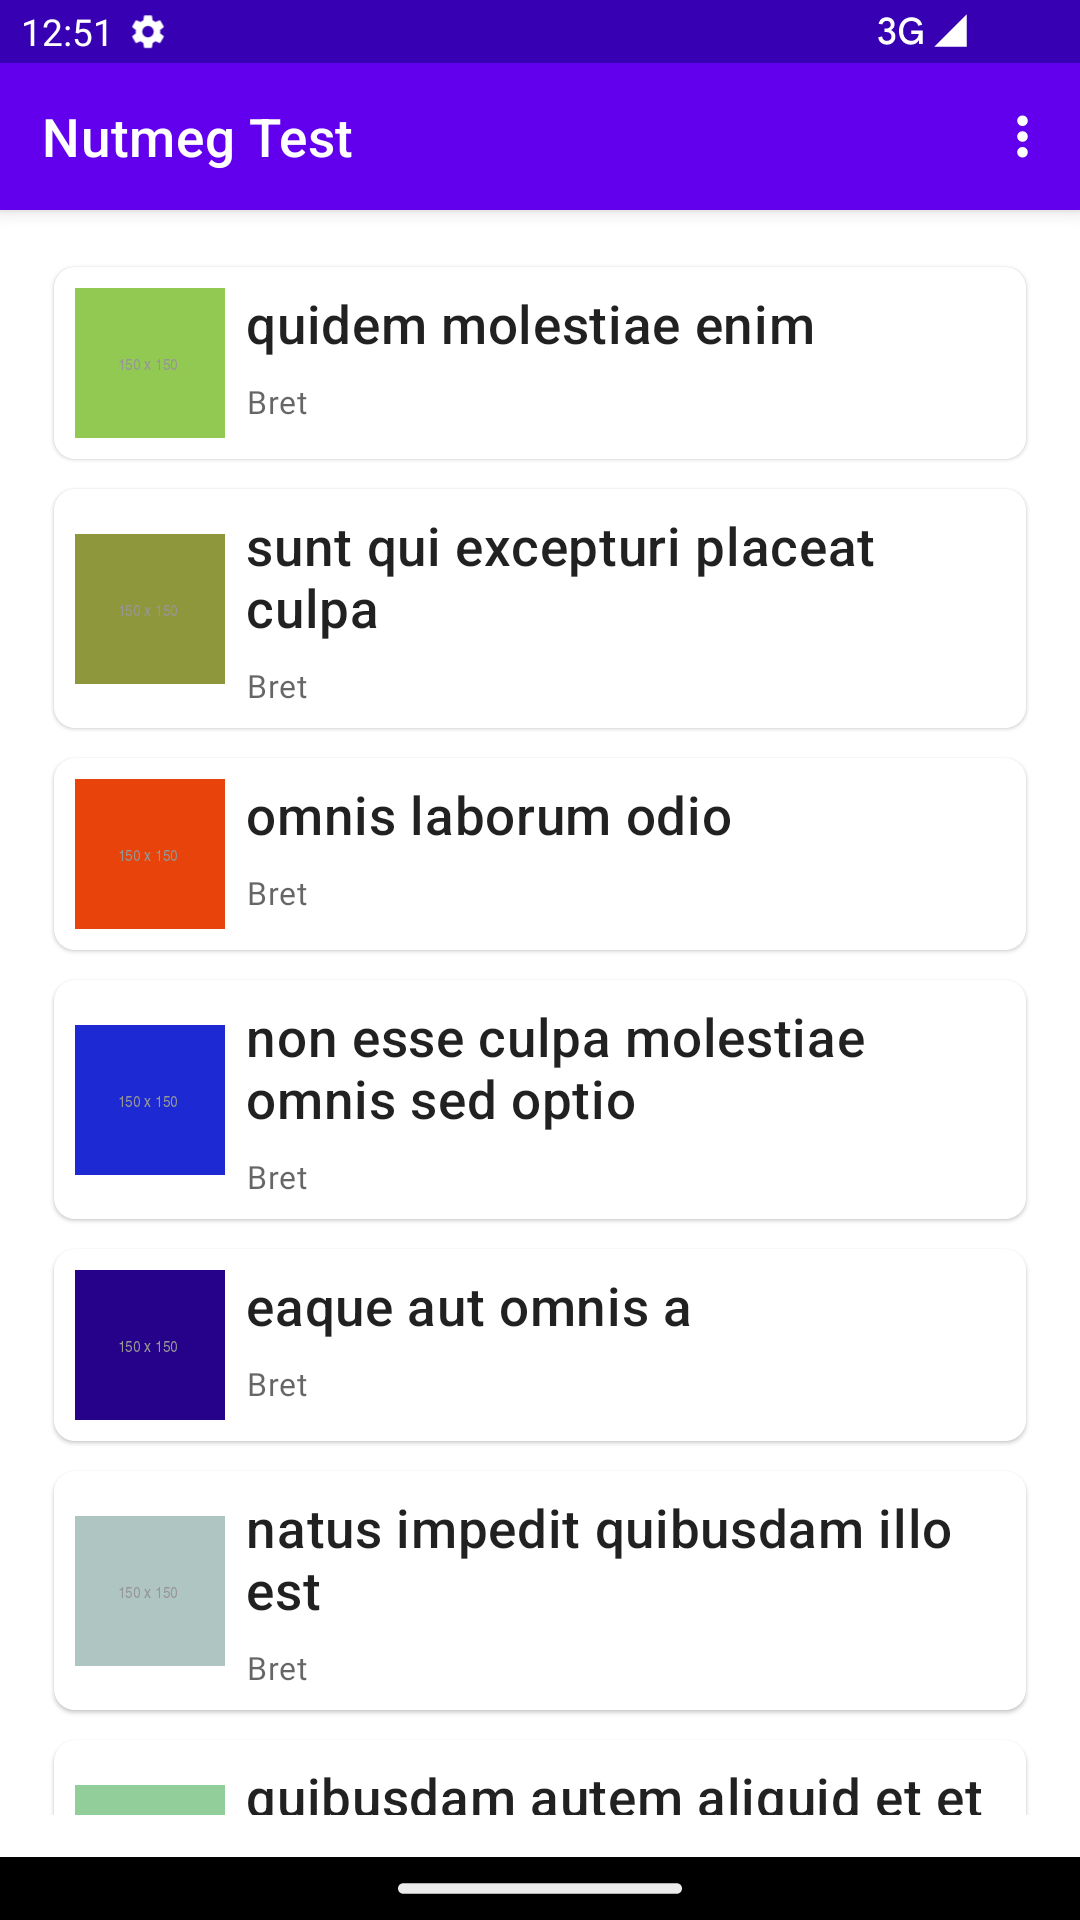 12:51
3G
Nutmeg Test
150 x 150
quidem molestiae enim
Bret
150 x 150
sunt qui excepturi placeat
culpa
Bret
150 x 150
omnis laborum odio
Bret
150 x 150
non esse culpa molestiae
omnis sed optio
Bret
150 x 150
eaque aut omnis a
Bret
150 x 150
natus impedit quibusdam illo
est
Bret
quibusdam autem aliquid et et